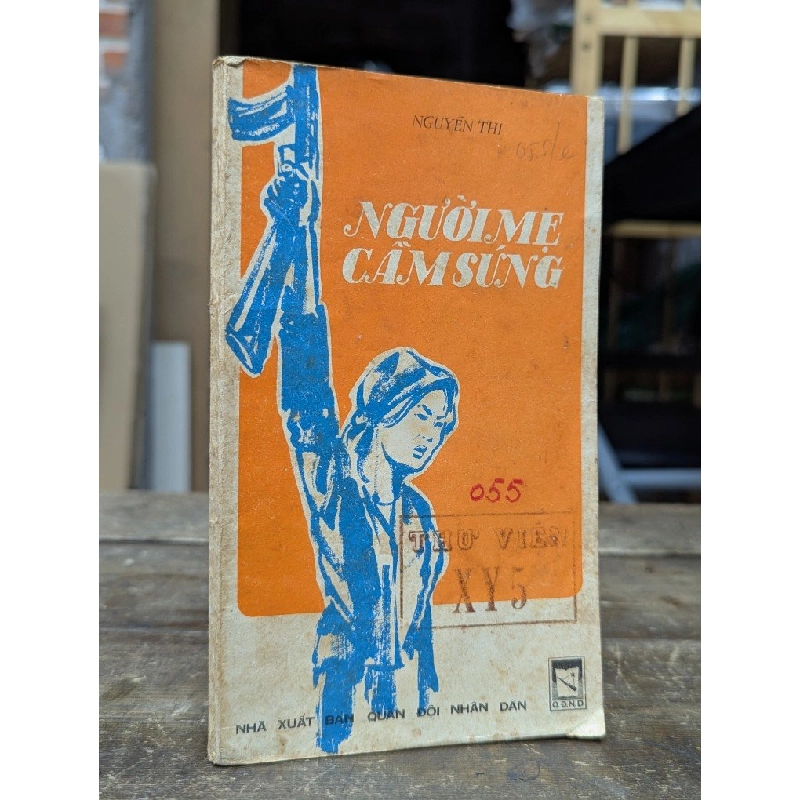 NGUYỄN THI
NGƯỜI MẸ
CẦM SÚNG
055
THƯ VIỆN
XY5
NHÀ XUẤT BẢN QUÂN ĐỘI NHÂN DÂN
Q.Đ.N.D